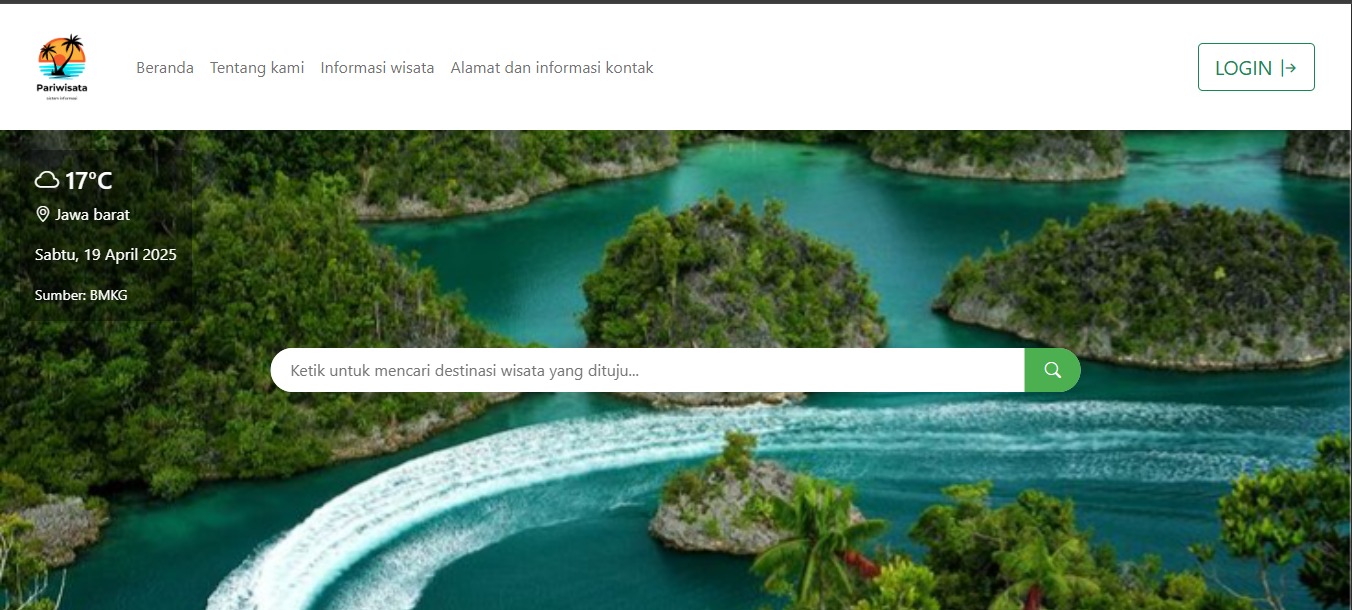 Pariwisata
sistem informasi
Beranda Tentang kami Informasi wisata Alamat dan informasi kontak
LOGIN
17°C
Jawa barat
Sabtu, 19 April 2025
Sumber: BMKG
Ketik untuk mencari destinasi wisata yang dituju...